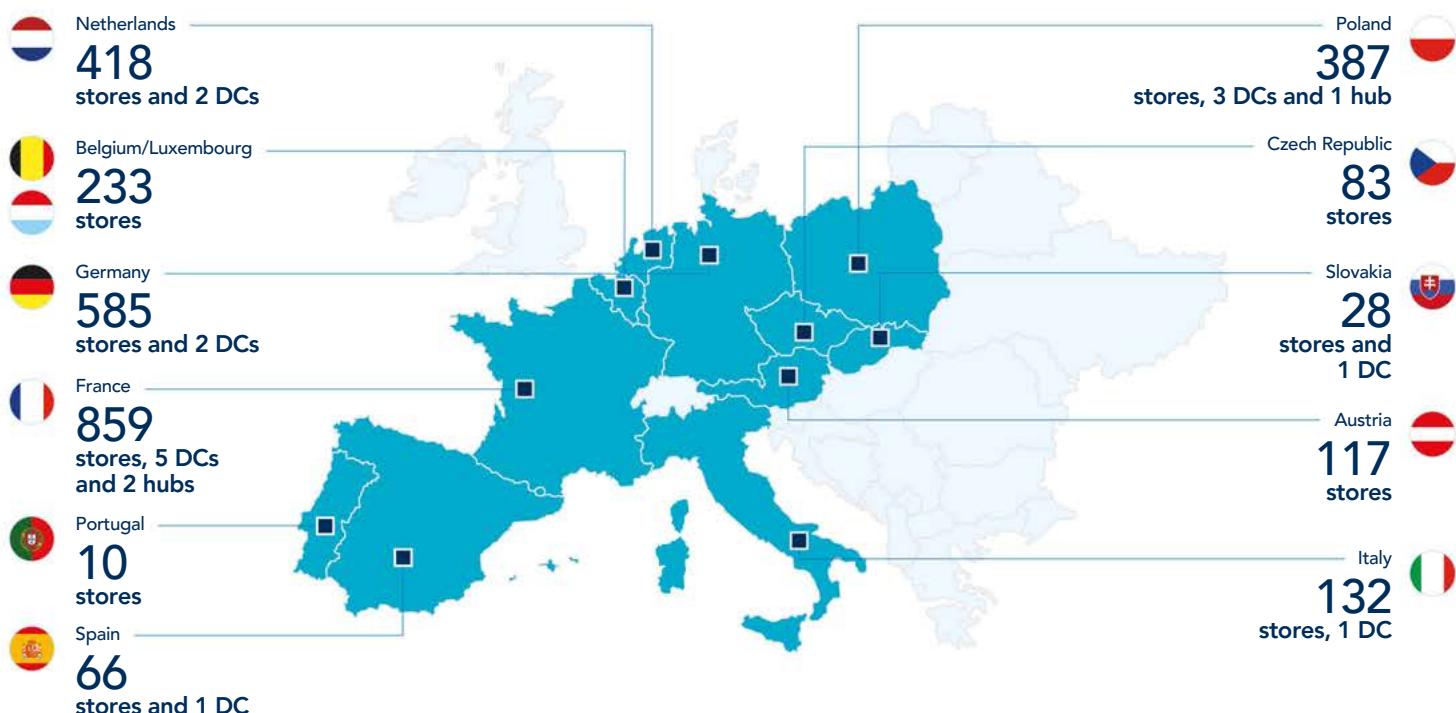 Netherlands
418
stores and 2 DCs
Belgium/Luxembourg
233
stores
Germany
585
stores and 2 DCs
France
859
stores, 5 DCs
and 2 hubs
Portugal
10
stores
Spain
66
stores and 1 DC
Poland
387
stores, 3 DCs and 1 hub
Czech Republic
83
stores
Slovakia
28
stores and
1 DC
Austria
117
stores
Italy
132
stores, 1 DC